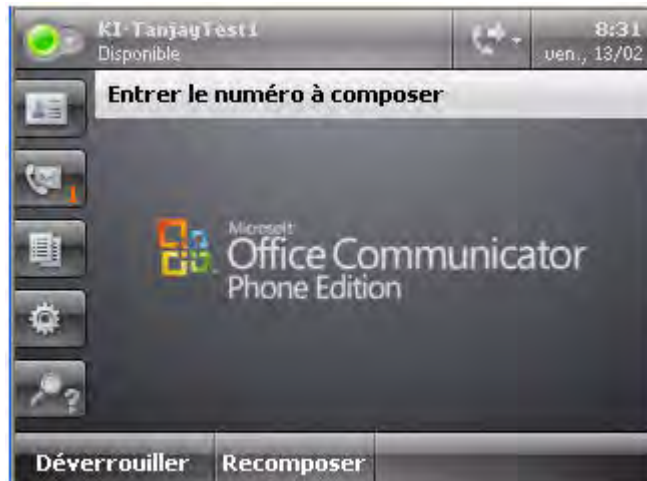 KI-TanjayTest1
Disponible
8:31
ven., 13/02
Entrer le numéro à composer
1
Microsoft
Office Communicator
Phone Edition
?
Déverrouiller
Recomposer